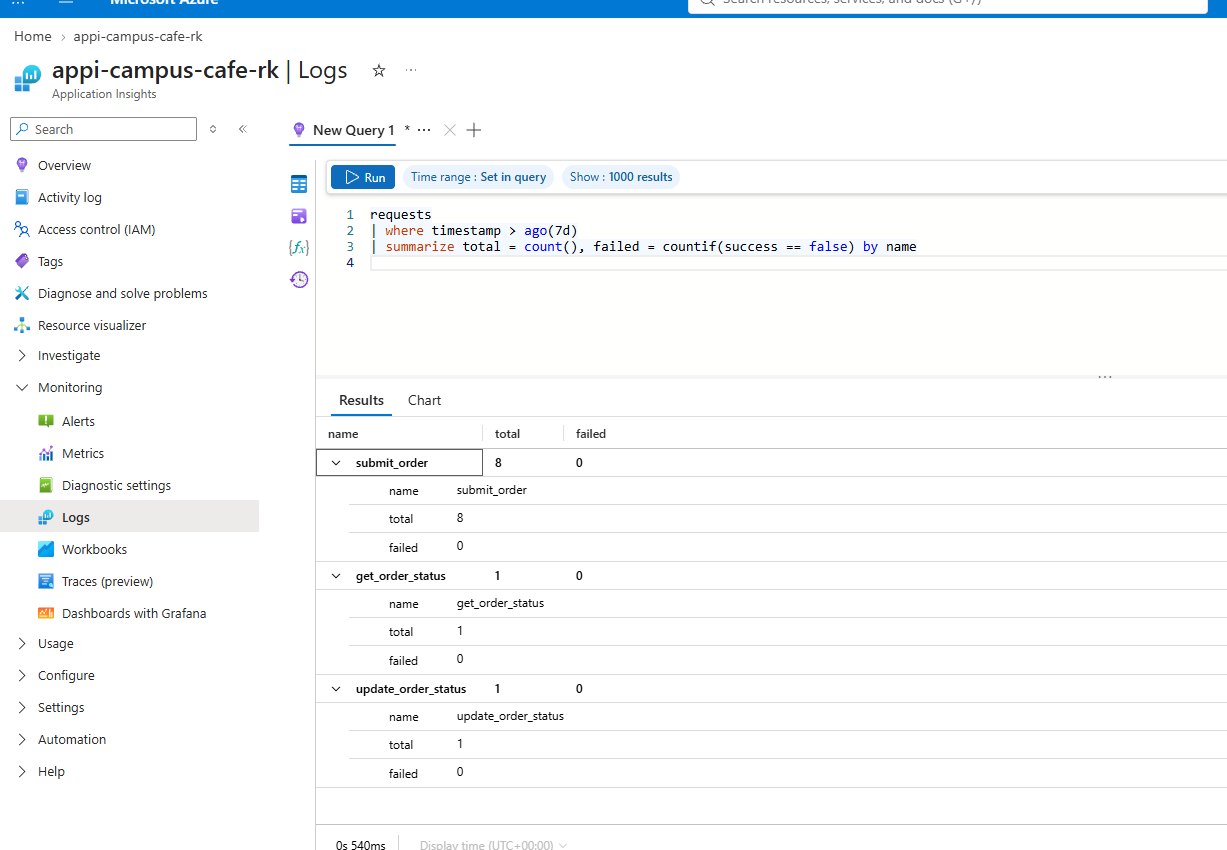 Microsoft Azure
Search resources, services, and docs (G+/)
Home > appi-campus-cafe-rk
appi-campus-cafe-rk | Logs
Application Insights
Search
Overview
Activity log
Access control (IAM)
Tags
Diagnose and solve problems
Resource visualizer
Investigate
Monitoring
Alerts
Metrics
Diagnostic settings
Logs
Workbooks
Traces (preview)
Dashboards with Grafana
Usage
Configure
Settings
Automation
Help
New Query 1 *
Run
Time range : Set in query
Show : 1000 results
{fx}
1 requests
2 | where timestamp > ago(7d)
3 | summarize total = count(), failed = countif(success == false) by name
4
Results Chart
name total failed
submit_order 8 0
name submit_order
total 8
failed 0
get_order_status 1 0
name get_order_status
total 1
failed 0
update_order_status 1 0
name update_order_status
total 1
failed 0
0s 540ms Display time (UTC+00:00)